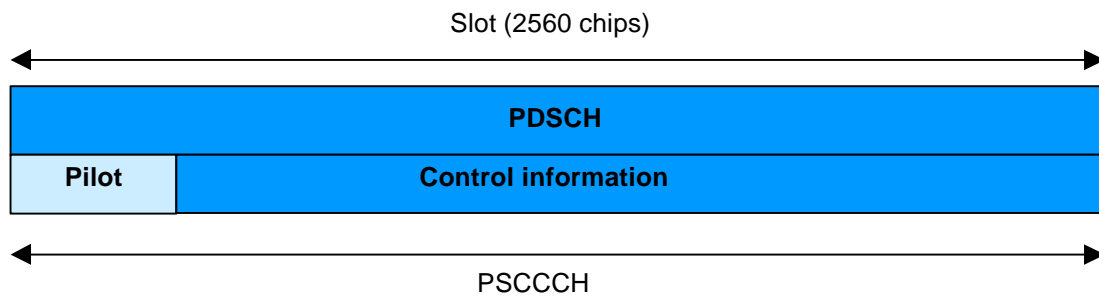 Slot (2560 chips)
PDSCH
Pilot Control information
PSCCCH